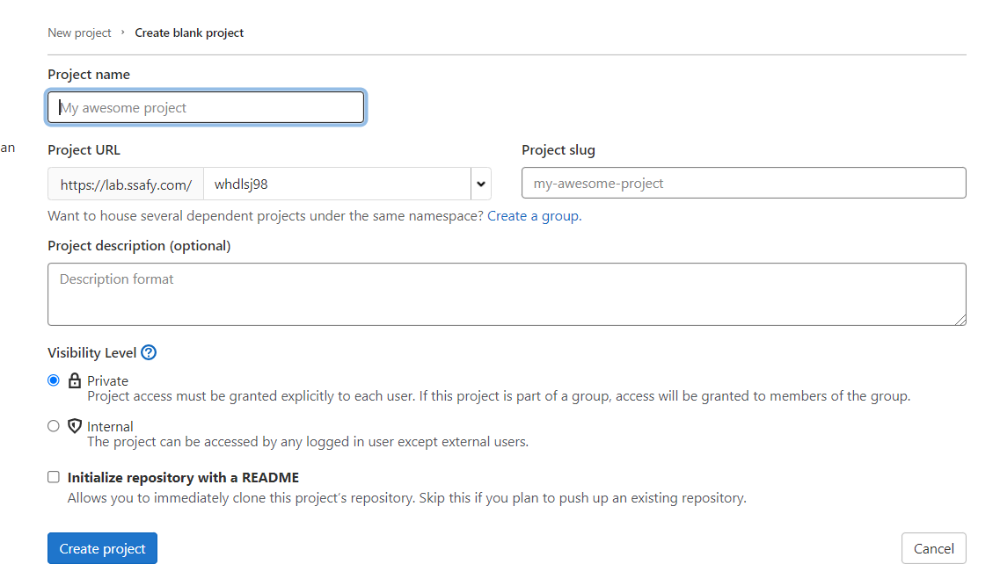 New project › Create blank project
Project name
My awesome project
an
Project URL
Project slug
https://lab.ssafy.com/ whdlsj98
my-awesome-project
Want to house several dependent projects under the same namespace? Create a group.
Project description (optional)
Description format
Visibility Level
Private
Project access must be granted explicitly to each user. If this project is part of a group, access will be granted to members of the group.
Internal
The project can be accessed by any logged in user except external users.
Initialize repository with a README
Allows you to immediately clone this project's repository. Skip this if you plan to push up an existing repository.
Create project
Cancel